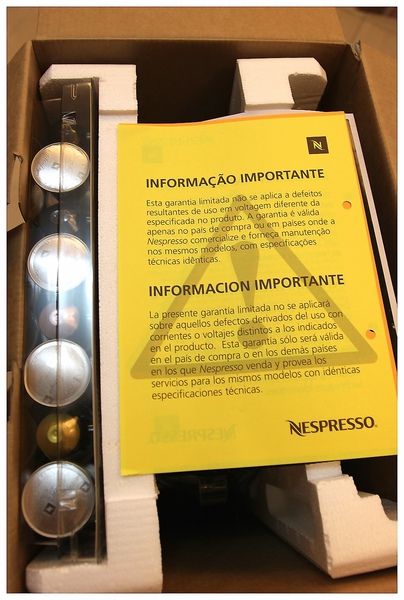 N
INFORMAÇÃO IMPORTANTE
Esta garantia limitada não se aplica a defeitos
resultantes de uso em voltagem diferente da
especificada no produto. A garantia é válida
apenas no país de compra ou em países onde a
Nespresso comercialize e forneça manutenção
nos mesmos modelos, com especificações
técnicas idênticas.
INFORMACION IMPORTANTE
La presente garantía limitada no se aplicará
sobre aquellos defectos derivados del uso con
corrientes o voltajes distintos a los indicados
en el producto. Esta garantía sólo será válida
en el país de compra o en los demás países
en los que Nespresso venda y provea los
servicios para los mismos modelos con idénticas
especificaciones técnicas.
NESPRESSO.